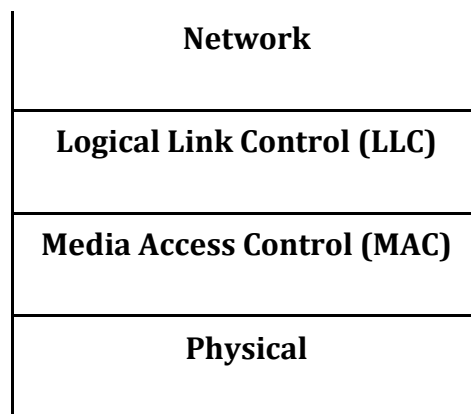 Network
Logical Link Control (LLC)
Media Access Control (MAC)
Physical